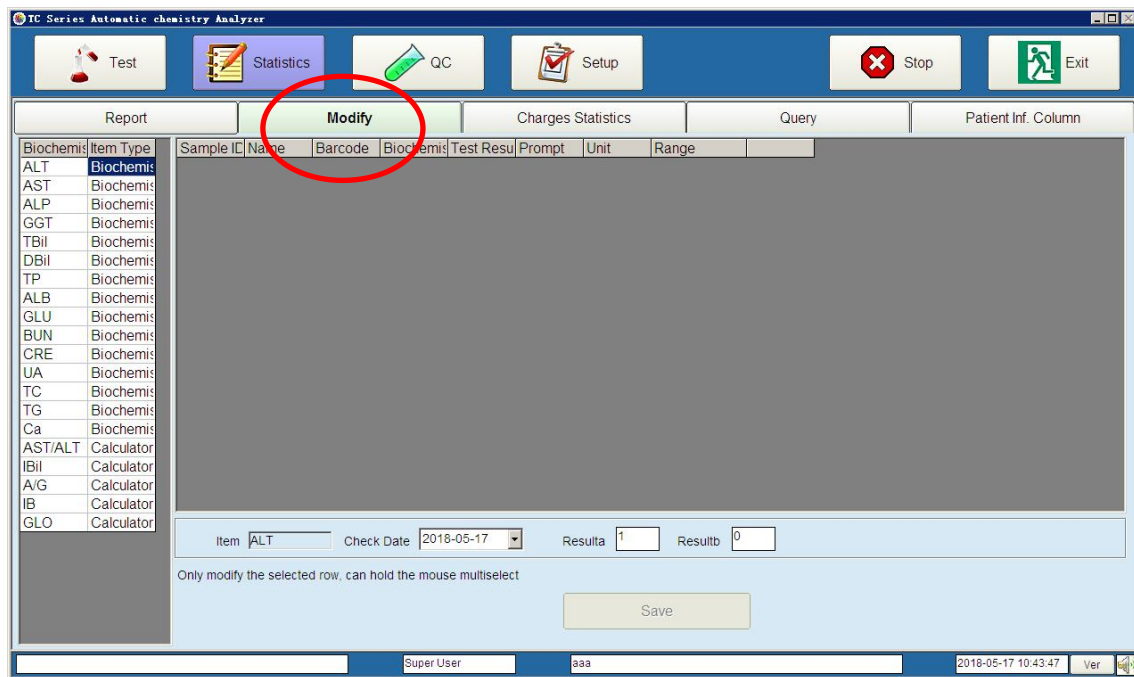 TC Series Automatic chemistry Analyzer
Test Statistics QC Setup Stop Exit
Report Modify Charges Statistics Query Patient Inf. Column
Biochemis Item Type Sample ID Name Barcode Biochemis Test Resu Prompt Unit Range
ALT Biochemis
AST Biochemis
ALP Biochemis
GGT Biochemis
TBil Biochemis
DBil Biochemis
TP Biochemis
ALB Biochemis
GLU Biochemis
BUN Biochemis
CRE Biochemis
UA Biochemis
TC Biochemis
TG Biochemis
Ca Biochemis
AST/ALT Calculator
IBil Calculator
A/G Calculator
IB Calculator
GLO Calculator
Item ALT Check Date 2018-05-17 Resulta 1 Resultb 0
Only modify the selected row, can hold the mouse multiselect
Save
Super User aaa 2018-05-17 10:43:47 Ver